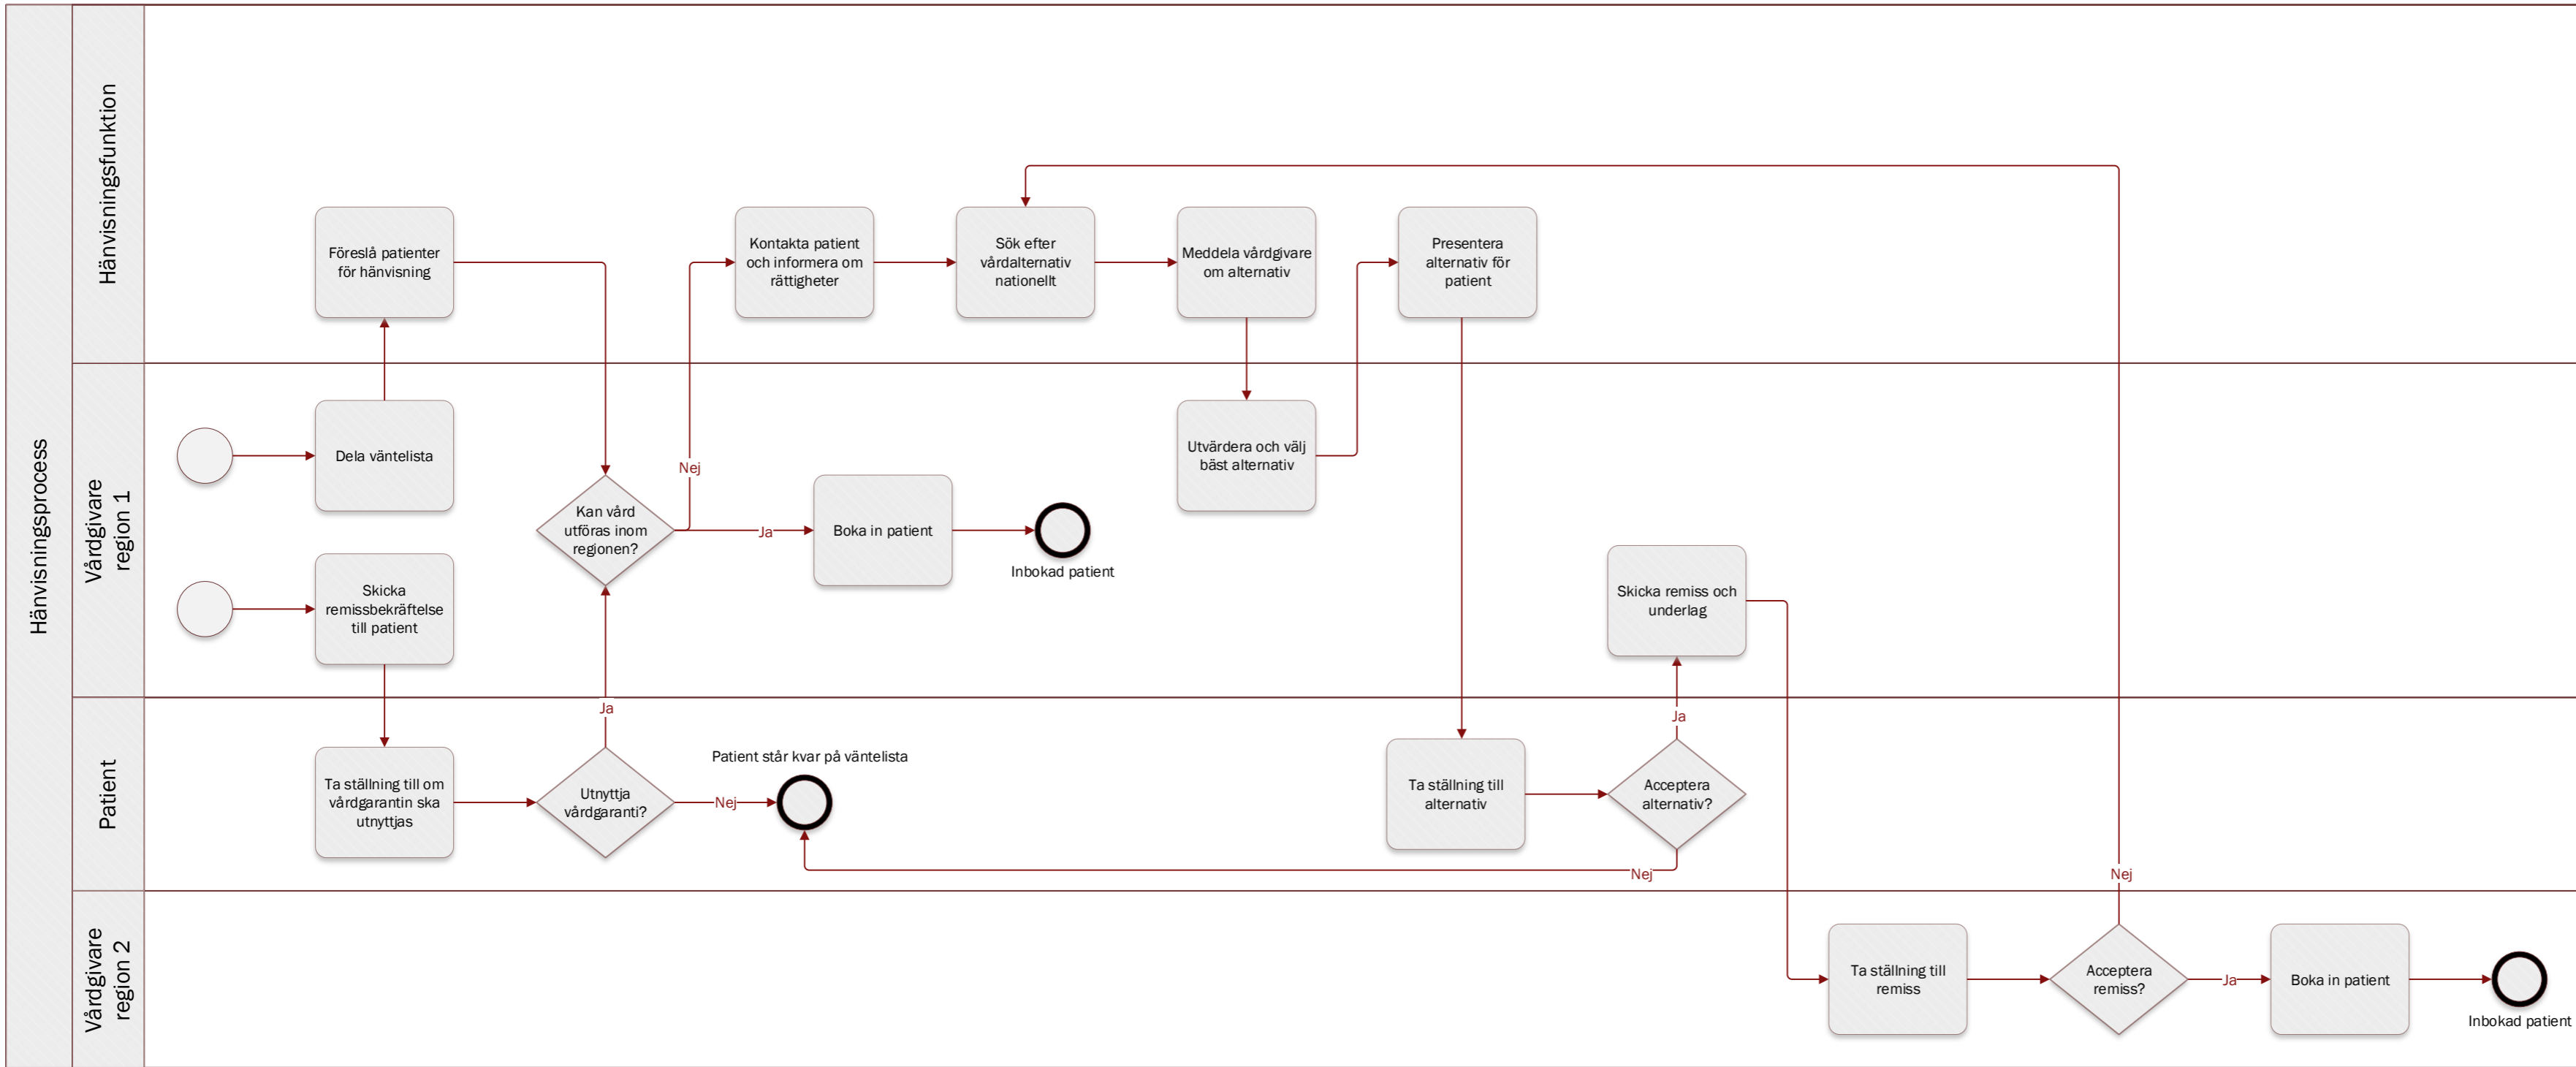 Hänvisningsprocess
Hänvisningsfunktion
Föreslå patienter
för hänvisning
Kontakta patient
och informera om
rättigheter
Sök efter
vårdalternativ
nationellt
Meddela vårdgivare
om alternativ
Presentera
alternativ för
patient
Vårdgivare
region 1
Dela väntelista
Skicka
remissbekräftelse
till patient
Kan vård
utföras inom
regionen?
Nej
Ja
Boka in patient
Inbokad patient
Utvärdera och välj
bäst alternativ
Skicka remiss och
underlag
Patient
Ta ställning till om
vårdgarantin ska
utnyttjas
Ja
Utnyttja
vårdgaranti?
Nej
Patient står kvar på väntelista
Ta ställning till
alternativ
Ja
Acceptera
alternativ?
Nej
Nej
Vårdgivare
region 2
Ta ställning till
remiss
Acceptera
remiss?
Ja
Boka in patient
Inbokad patient